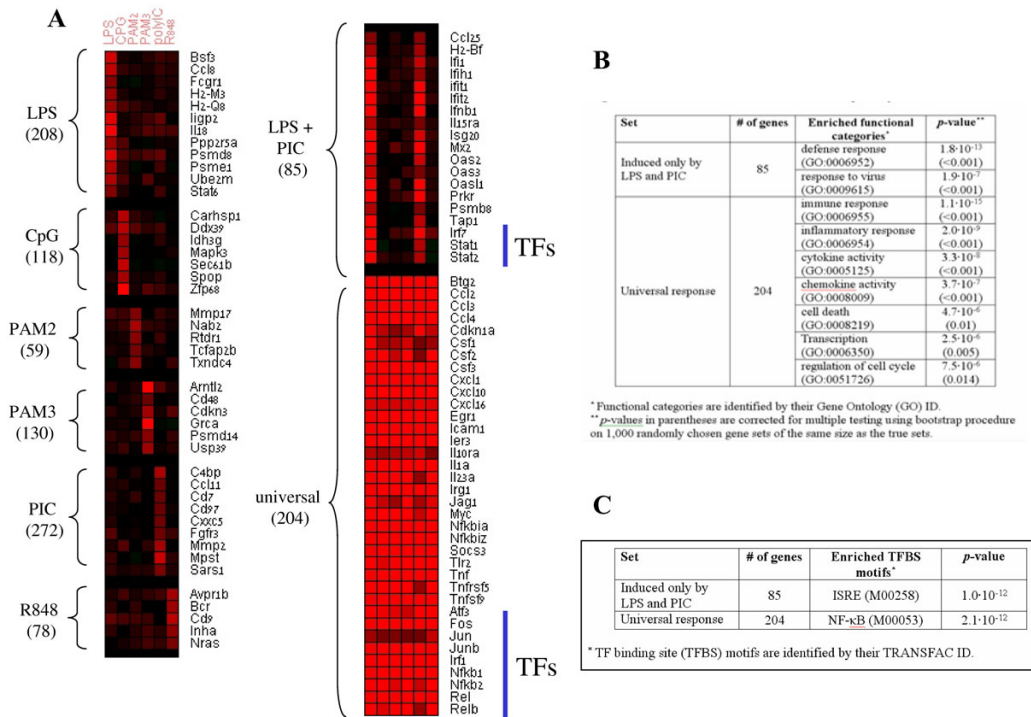 A
LPS
CPG
PAM2
PAM3
polyIC
R848
LPS
(208)
Bsf3
Ccl8
Fcgr1
H2-M3
H2-Q8
Iigp2
Il18
Ppp2r5a
Psmd8
Psme1
Ube2m
Stat6
CpG
(118)
Carhsp1
Ddx39
Idh3g
Mapk3
Sec61b
Spop
Zfp68
PAM2
(59)
Mmp17
Nab2
Rtdr1
Tcfap2b
Txndc4
PAM3
(130)
Arntl2
Cd48
Cdkn3
Grca
Psmd14
Usp39
PIC
(272)
C4bp
Ccl11
Cd7
Cd97
Cxxc5
Fgfr3
Mmp2
Mpst
Sars1
R848
(78)
Avpr1b
Bcr
Cd9
Inha
Nras
LPS +
PIC
(85)
Ccl25
H2-Bf
Ifi1
Ifih1
ifit1
Ifit2
Ifnb1
Il15ra
Isg20
Mx2
Oas2
Oas3
Oasl1
Prkr
Psmb8
Tap1
Irf7
Stat1
Stat2
TFs
universal
(204)
Btg2
Ccl2
Ccl3
Ccl4
Cdkn1a
Csf1
Csf2
Csf3
Cxcl1
Cxcl10
Cxcl16
Egr1
Icam1
Ier3
Il10ra
Il1a
Il23a
Irg1
Jag1
Myc
Nfkbia
Nfkbiz
Socs3
Tlr2
Tnf
Tnfrsf5
Tnfsf9
Atf3
Fos
Jun
Junb
Irf1
Nfkb1
Nfkb2
Rel
Relb
TFs
B
Set # of genes Enriched functional categories* p-value**
Induced only by LPS and PIC 85 defense response (GO:0006952) 1.8·10-13 (<0.001)
response to virus (GO:0009615) 1.9·10-7 (<0.001)
Universal response 204 immune response (GO:0006955) 1.1·10-15 (<0.001)
inflammatory response (GO:0006954) 2.0·10-9 (<0.001)
cytokine activity (GO:0005125) 3.3·10-8 (<0.001)
chemokine activity (GO:0008009) 3.7·10-7 (<0.001)
cell death (GO:0008219) 4.7·10-6 (0.01)
Transcription (GO:0006350) 2.5·10-6 (0.005)
regulation of cell cycle (GO:0051726) 7.5·10-6 (0.014)
* Functional categories are identified by their Gene Ontology (GO) ID.
** p-values in parentheses are corrected for multiple testing using bootstrap procedure
on 1,000 randomly chosen gene sets of the same size as the true sets.
C
Set # of genes Enriched TFBS motifs* p-value
Induced only by LPS and PIC 85 ISRE (M00258) 1.0·10-12
Universal response 204 NF-κB (M00053) 2.1·10-12
* TF binding site (TFBS) motifs are identified by their TRANSFAC ID.